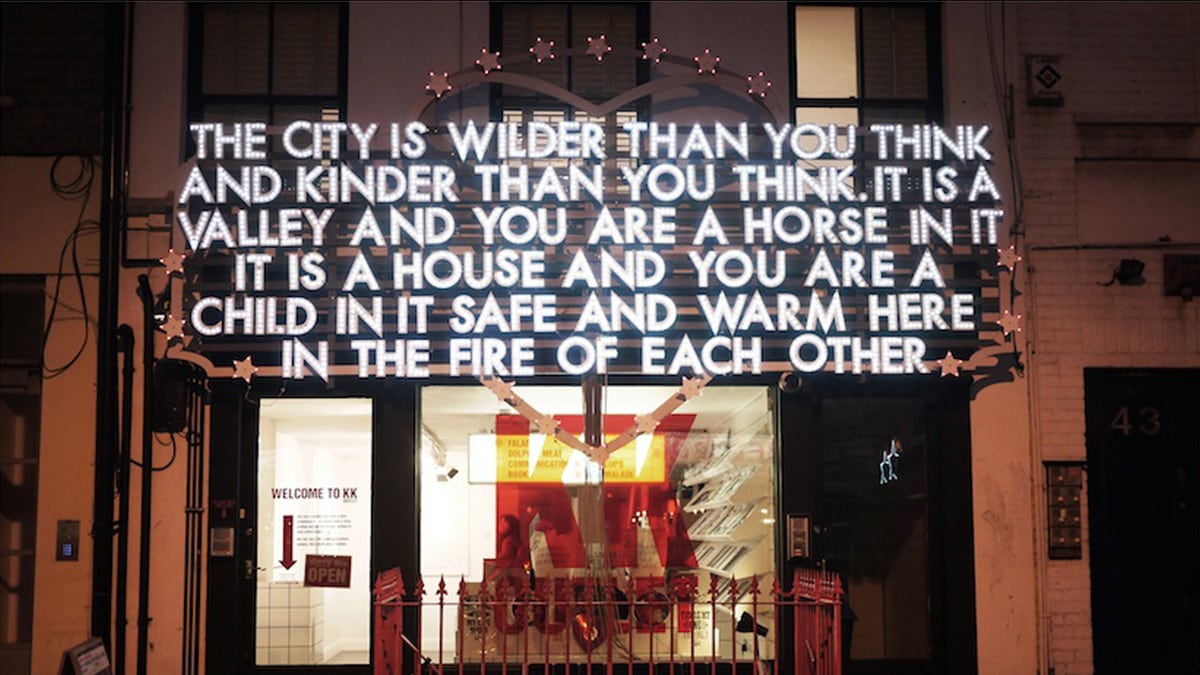 THE CITY IS WILDER THAN YOU THINK
AND KINDER THAN YOU THINK. IT IS A
VALLEY AND YOU ARE A HORSE IN IT
IT IS A HOUSE AND YOU ARE A
CHILD IN IT SAFE AND WARM HERE
IN THE FIRE OF EACH OTHER
43
WELCOME TO KK
OPEN